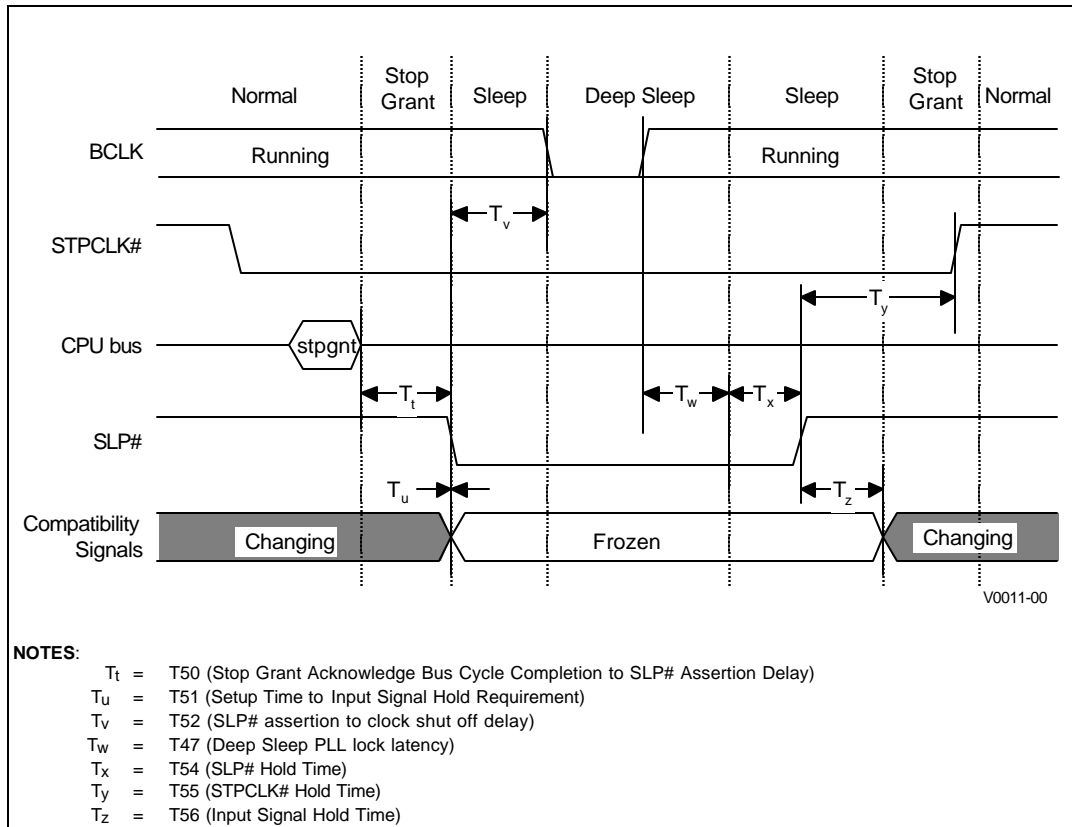 Normal
Stop
Grant
Sleep
Deep Sleep
Sleep
Stop
Grant
Normal
BCLK
Running
Running
Tv
STPCLK#
Ty
CPU bus
stpgnt
Tt
Tw
Tx
SLP#
Tu
Tz
Compatibility
Signals
Changing
Frozen
Changing
V0011-00
NOTES:
Tt = T50 (Stop Grant Acknowledge Bus Cycle Completion to SLP# Assertion Delay)
Tu = T51 (Setup Time to Input Signal Hold Requirement)
Tv = T52 (SLP# assertion to clock shut off delay)
Tw = T47 (Deep Sleep PLL lock latency)
Tx = T54 (SLP# Hold Time)
Ty = T55 (STPCLK# Hold Time)
Tz = T56 (Input Signal Hold Time)